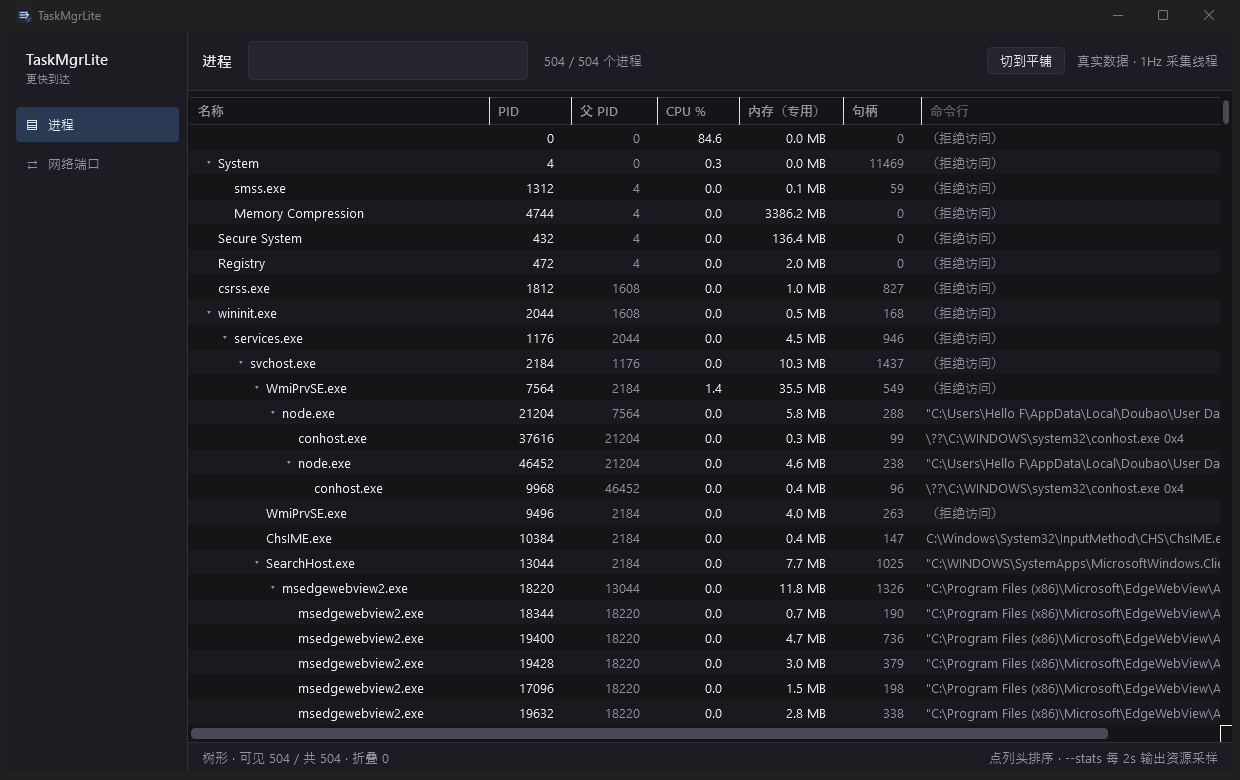 TaskMgrLite
TaskMgrLite
更快到达
进程
网络端口
进程 504 / 504 个进程 切到平铺 真实数据 · 1Hz 采集线程
名称 PID 父 PID CPU % 内存（专用） 句柄 命令行
0 0 84.6 0.0 MB 0 （拒绝访问）
System 4 0 0.3 0.0 MB 11469 （拒绝访问）
smss.exe 1312 4 0.0 0.1 MB 59 （拒绝访问）
Memory Compression 4744 4 0.0 3386.2 MB 0 （拒绝访问）
Secure System 432 4 0.0 136.4 MB 0 （拒绝访问）
Registry 472 4 0.0 2.0 MB 0 （拒绝访问）
csrss.exe 1812 1608 0.0 1.0 MB 827 （拒绝访问）
wininit.exe 2044 1608 0.0 0.5 MB 168 （拒绝访问）
services.exe 1176 2044 0.0 4.5 MB 946 （拒绝访问）
svchost.exe 2184 1176 0.0 10.3 MB 1437 （拒绝访问）
WmiPrvSE.exe 7564 2184 1.4 35.5 MB 549 （拒绝访问）
node.exe 21204 7564 0.0 5.8 MB 288 "C:\Users\Hello F\AppData\Local\Doubao\User Da
conhost.exe 37616 21204 0.0 0.3 MB 99 \??\C:\WINDOWS\system32\conhost.exe 0x4
node.exe 46452 21204 0.0 4.6 MB 238 "C:\Users\Hello F\AppData\Local\Doubao\User Da
conhost.exe 9968 46452 0.0 0.4 MB 96 \??\C:\WINDOWS\system32\conhost.exe 0x4
WmiPrvSE.exe 9496 2184 0.0 4.0 MB 263 （拒绝访问）
ChsIME.exe 10384 2184 0.0 0.4 MB 147 C:\Windows\System32\InputMethod\CHS\ChsIME.e
SearchHost.exe 13044 2184 0.0 7.7 MB 1025 "C:\WINDOWS\SystemApps\MicrosoftWindows.Clie
msedgewebview2.exe 18220 13044 0.0 11.8 MB 1326 "C:\Program Files (x86)\Microsoft\EdgeWebView\A
msedgewebview2.exe 18344 18220 0.0 0.7 MB 190 "C:\Program Files (x86)\Microsoft\EdgeWebView\A
msedgewebview2.exe 19400 18220 0.0 4.7 MB 736 "C:\Program Files (x86)\Microsoft\EdgeWebView\A
msedgewebview2.exe 19428 18220 0.0 3.0 MB 379 "C:\Program Files (x86)\Microsoft\EdgeWebView\A
msedgewebview2.exe 17096 18220 0.0 1.5 MB 198 "C:\Program Files (x86)\Microsoft\EdgeWebView\A
msedgewebview2.exe 19632 18220 0.0 2.8 MB 338 "C:\Program Files (x86)\Microsoft\EdgeWebView\A
树形 · 可见 504 / 共 504 · 折叠 0 点列头排序 · --stats 每 2s 输出资源采样